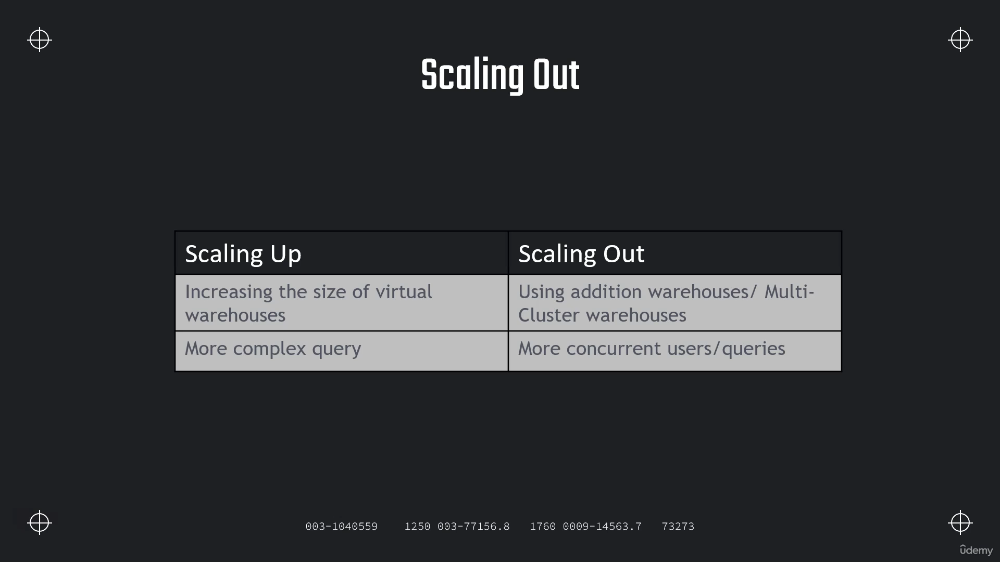 Scaling Out
Scaling Up
Scaling Out
Increasing the size of virtual
warehouses
Using addition warehouses/ Multi-
Cluster warehouses
More complex query
More concurrent users/queries
003-1040559 1250 003-77156.8 1760 0009-14563.7 73273
ûdemy